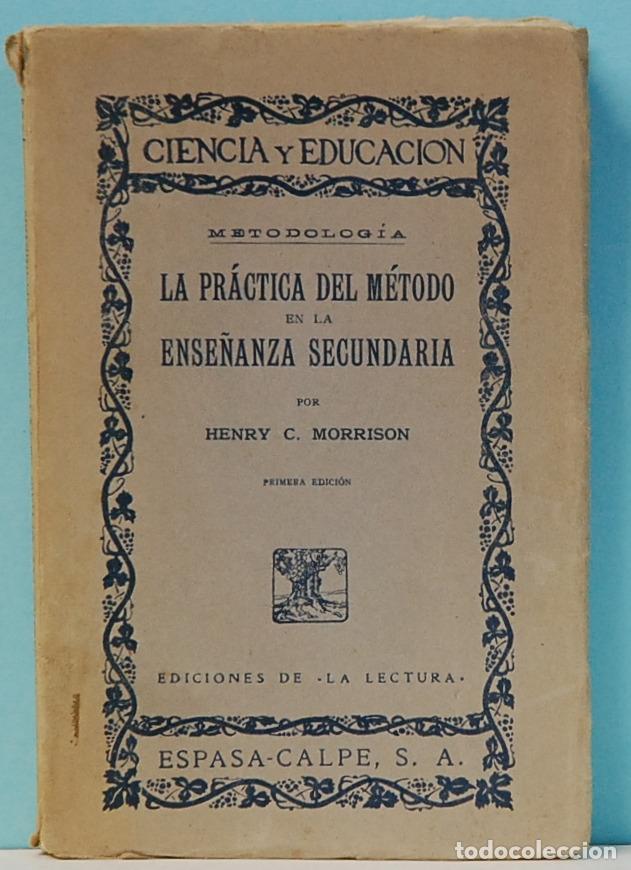 CIENCIA Y EDUCACION
METODOLOGÍA
LA PRÁCTICA DEL MÉTODO
EN LA
ENSEÑANZA SECUNDARIA
POR
HENRY C. MORRISON
PRIMERA EDICIÓN
EDICIONES DE «LA LECTURA»
ESPASA-CALPE, S. A.
todocoleccion